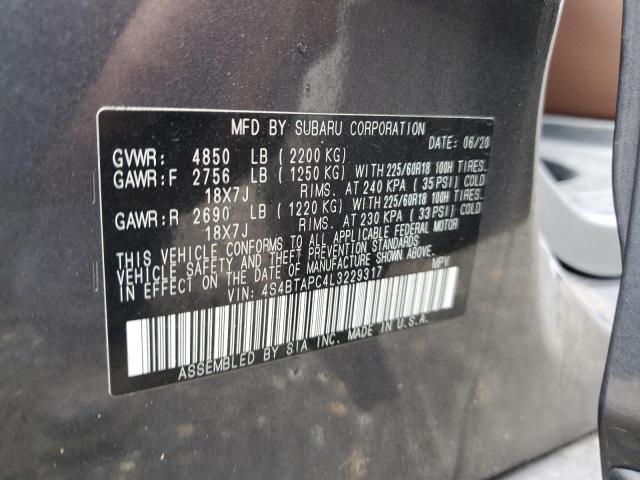 MFD BY SUBARU CORPORATION
DATE: 06/20
GVWR: 4850 LB (2200 KG)
GAWR:F 2756 LB (1250 KG) WITH 225/60R18 100H TIRES.
18X7J RIMS. AT 240 KPA (35 PSI) COLD
GAWR:R 2690 LB (1220 KG) WITH 225/60R18 100H TIRES.
18X7J RIMS. AT 230 KPA (33 PSI) COLD
THIS VEHICLE CONFORMS TO ALL APPLICABLE FEDERAL MOTOR
VEHICLE SAFETY AND THEFT PREVENTION STANDARDS
IN EFFECT ON THE DATE OF MANUFACTURE SHOWN ABOVE.
VIN: 4S4BTAPC4L3229317 MPV
ASSEMBLED BY SIA INC. MADE IN U.S.A.